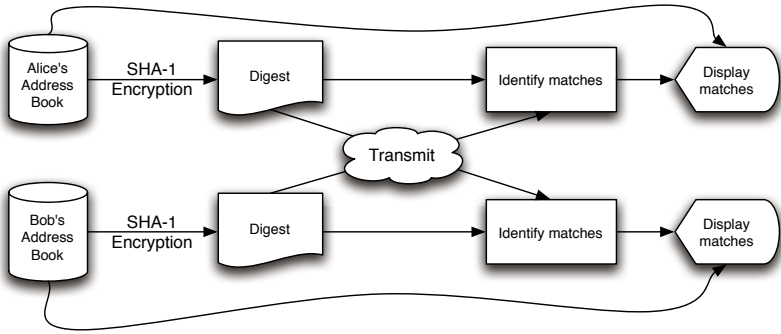 Alice's
Address
Book
SHA-1
Encryption
Digest
Identify matches
Display
matches
Transmit
Bob's
Address
Book
SHA-1
Encryption
Digest
Identify matches
Display
matches